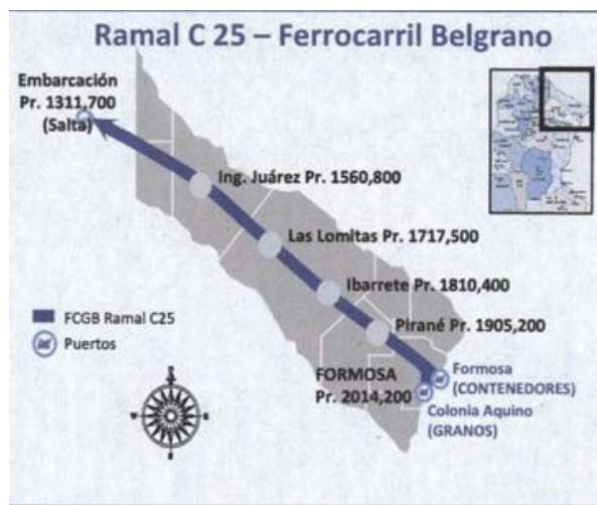 Ramal C 25 – Ferrocarril Belgrano
Embarcación
Pr. 1311,700
(Salta)
Ing. Juárez Pr. 1560,800
Las Lomitas Pr. 1717,500
Ibarrete Pr. 1810,400
Pirané Pr. 1905,200
FCGB Ramal C25
Puertos
FORMOSA
Pr. 2014,200
Formosa
(CONTENEDORES)
Colonia Aquino
(GRANOS)